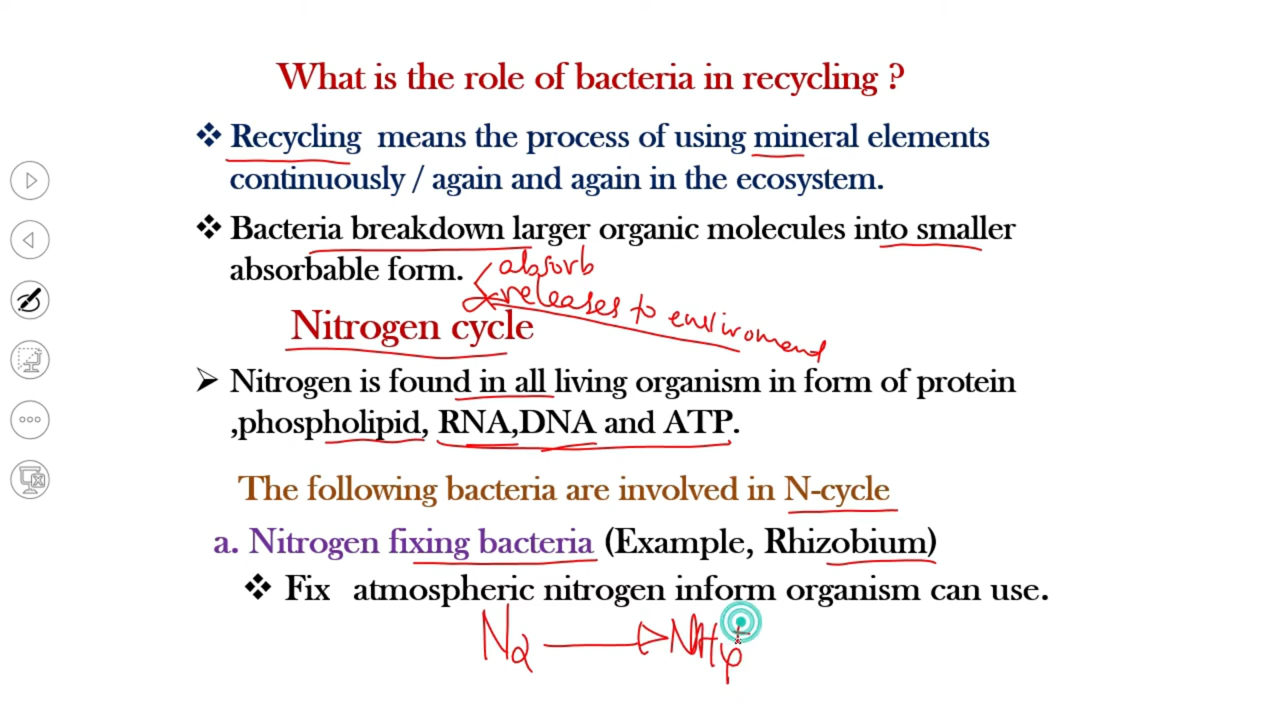 What is the role of bacteria in recycling ?
❖ Recycling means the process of using mineral elements
continuously / again and again in the ecosystem.
❖ Bacteria breakdown larger organic molecules into smaller
absorbable form.
absorb
releases to enviroment
Nitrogen cycle
➢ Nitrogen is found in all living organism in form of protein
,phospholipid, RNA,DNA and ATP.
The following bacteria are involved in N-cycle
a. Nitrogen fixing bacteria (Example, Rhizobium)
❖ Fix atmospheric nitrogen inform organism can use.
N2 → NH4+